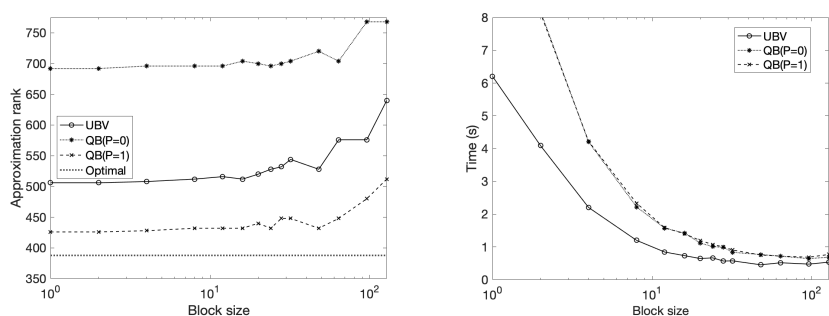 Approximation rank
750
700
650
600
550
500
450
400
350
UBV
QB(P=0)
QB(P=1)
Optimal
10^0
10^1
10^2
Block size
Time (s)
8
7
6
5
4
3
2
1
0
UBV
QB(P=0)
QB(P=1)
10^0
10^1
10^2
Block size